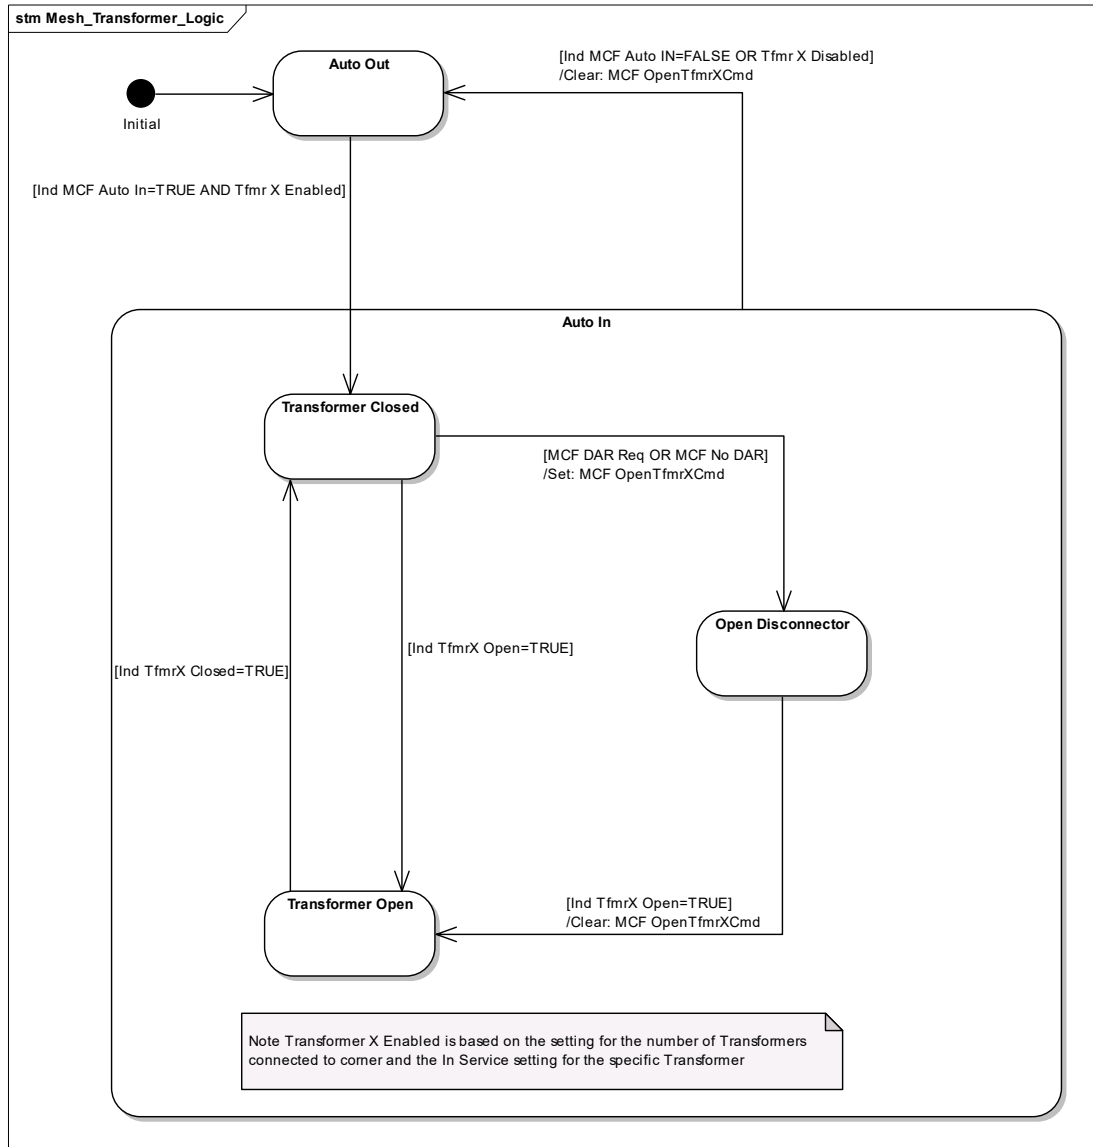 stm Mesh_Transformer_Logic
Auto Out
[Ind MCF Auto IN=FALSE OR Tfmr X Disabled]
/Clear: MCF OpenTfmrXCmd
Initial
[Ind MCF Auto In=TRUE AND Tfmr X Enabled]
Auto In
Transformer Closed
[MCF DAR Req OR MCF No DAR]
/Set: MCF OpenTfmrXCmd
Open Disconnector
[Ind TfmrX Closed=TRUE]
[Ind TfmrX Open=TRUE]
Transformer Open
[Ind TfmrX Open=TRUE]
/Clear: MCF OpenTfmrXCmd
Note Transformer X Enabled is based on the setting for the number of Transformers
connected to corner and the In Service setting for the specific Transformer